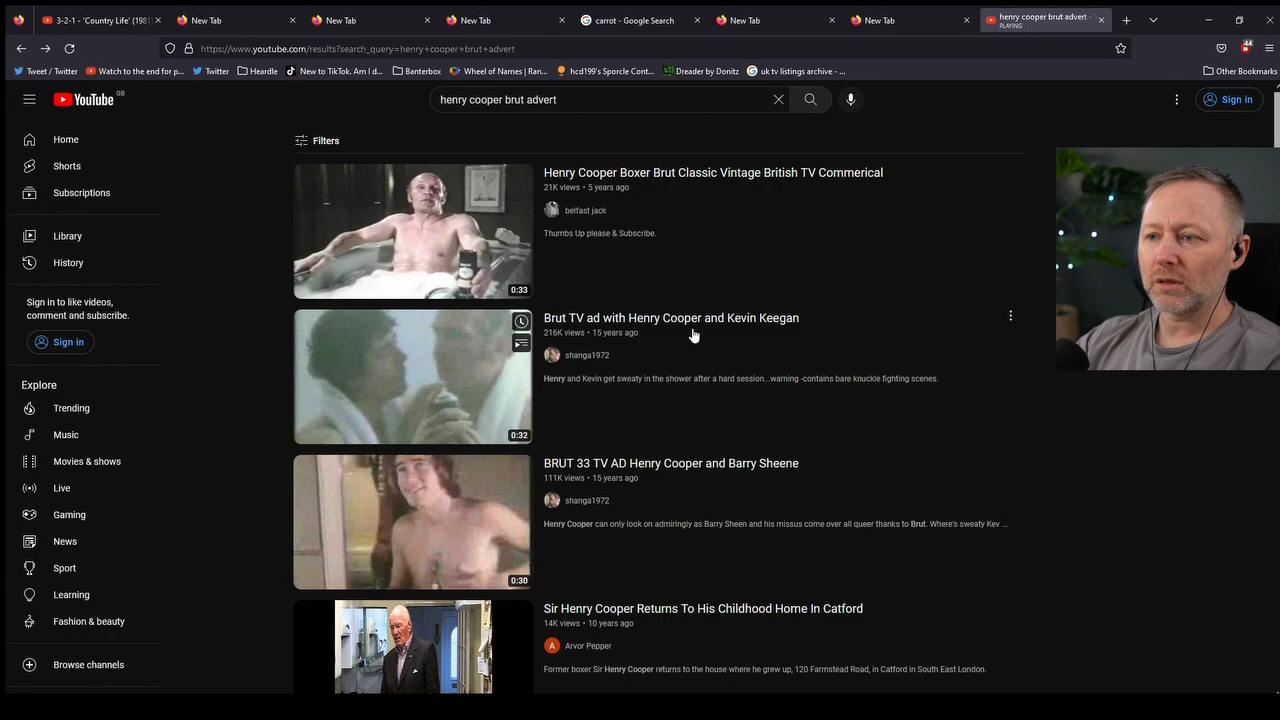 3-2-1 - 'Country Life' (1981)
New Tab
New Tab
New Tab
carrot - Google Search
New Tab
New Tab
henry cooper brut advert -
PLAYING
https://www.youtube.com/results?search_query=henry+cooper+brut+advert
44
Tweet / Twitter
Watch to the end for p...
Twitter
Heardle
New to TikTok. Am I d...
Banterbox
Wheel of Names | Ran...
hcd199's Sporcle Cont...
Dreader by Donitz
uk tv listings archive - ...
Other Bookmarks
YouTube GB
henry cooper brut advert
Sign in
Home
Shorts
Subscriptions
Library
History
Sign in to like videos,
comment and subscribe.
Sign in
Explore
Trending
Music
Movies & shows
Live
Gaming
News
Sport
Learning
Fashion & beauty
Browse channels
Filters
Henry Cooper Boxer Brut Classic Vintage British TV Commerical
21K views • 5 years ago
belfast jack
Thumbs Up please & Subscribe.
0:33
Brut TV ad with Henry Cooper and Kevin Keegan
216K views • 15 years ago
shanga1972
Henry and Kevin get sweaty in the shower after a hard session...warning -contains bare knuckle fighting scenes.
0:32
BRUT 33 TV AD Henry Cooper and Barry Sheene
111K views • 15 years ago
shanga1972
Henry Cooper can only look on admiringly as Barry Sheen and his missus come over all queer thanks to Brut. Where's sweaty Kev ...
0:30
Sir Henry Cooper Returns To His Childhood Home In Catford
14K views • 10 years ago
A
Arvor Pepper
Former boxer Sir Henry Cooper returns to the house where he grew up, 120 Farmstead Road, in Catford in South East London.